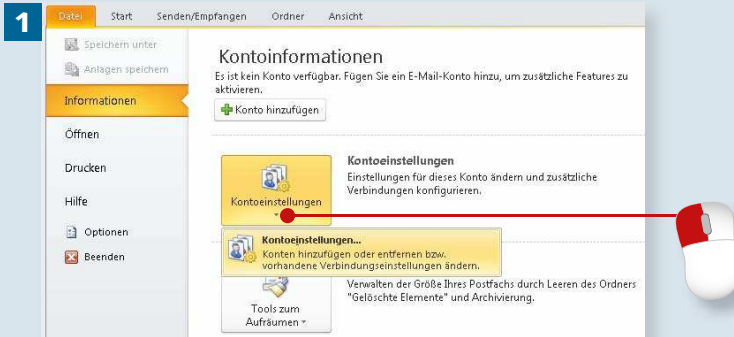 1
Datei Start Senden/Empfangen Ordner Ansicht
Speichern unter
Anlagen speichern
Informationen
Öffnen
Drucken
Hilfe
Optionen
Beenden
Kontoinformationen
Es ist kein Konto verfügbar. Fügen Sie ein E-Mail-Konto hinzu, um zusätzliche Features zu
aktivieren.
Konto hinzufügen
Kontoeinstellungen
Kontoeinstellungen
Einstellungen für dieses Konto ändern und zusätzliche
Verbindungen konfigurieren.
Kontoeinstellungen...
Konten hinzufügen oder entfernen bzw.
vorhandene Verbindungseinstellungen ändern.
Tools zum
Aufräumen
Verwalten der Größe Ihres Postfachs durch Leeren des Ordners
"Gelöschte Elemente" und Archivierung.